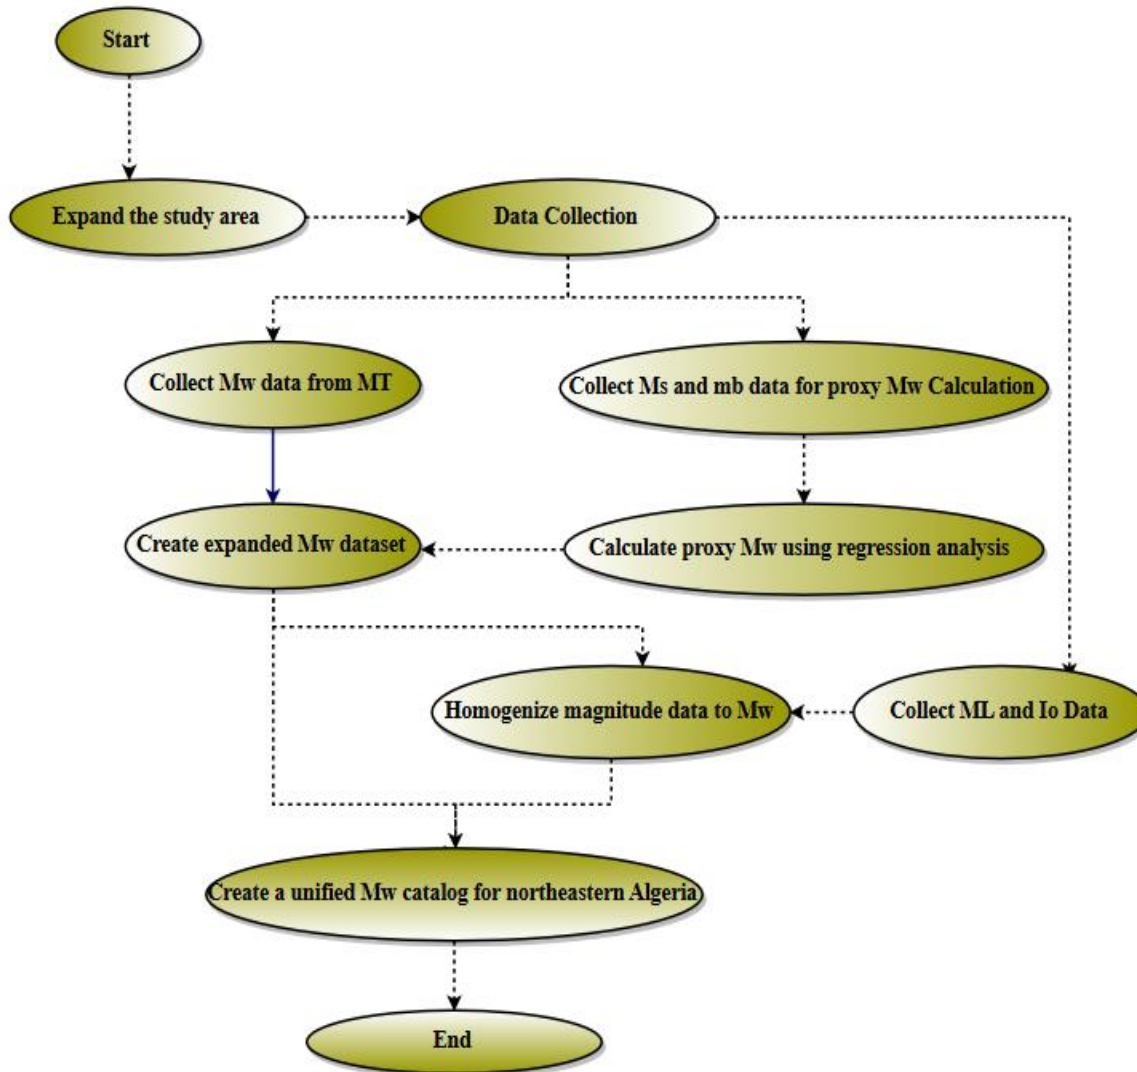 Start
Expand the study area
Data Collection
Collect Mw data from MT
Collect Ms and mb data for proxy Mw Calculation
Create expanded Mw dataset
Calculate proxy Mw using regression analysis
Homogenize magnitude data to Mw
Collect ML and Io Data
Create a unified Mw catalog for northeastern Algeria
End